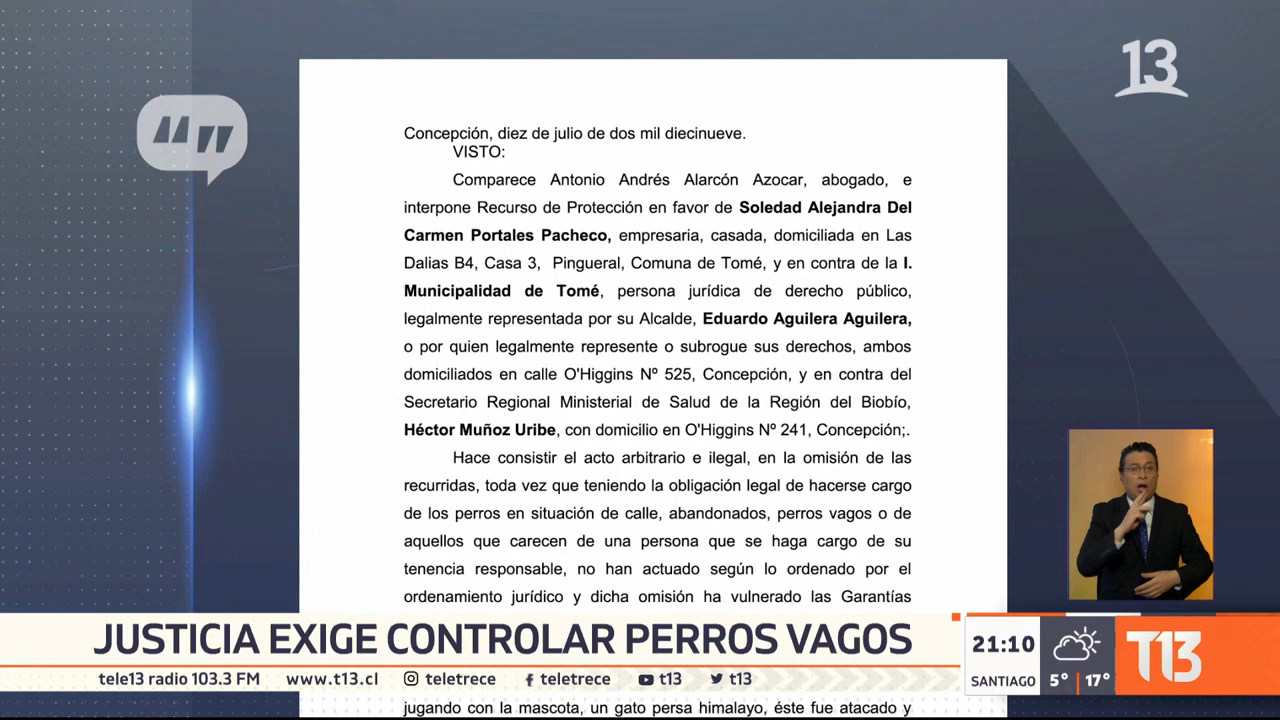 13
Concepción, diez de julio de dos mil diecinueve.
VISTO:
Comparece Antonio Andrés Alarcón Azocar, abogado, e
interpone Recurso de Protección en favor de Soledad Alejandra Del
Carmen Portales Pacheco, empresaria, casada, domiciliada en Las
Dalias B4, Casa 3, Pingueral, Comuna de Tomé, y en contra de la I.
Municipalidad de Tomé, persona jurídica de derecho público,
legalmente representada por su Alcalde, Eduardo Aguilera Aguilera,
o por quien legalmente represente o subrogue sus derechos, ambos
domiciliados en calle O'Higgins Nº 525, Concepción, y en contra del
Secretario Regional Ministerial de Salud de la Región del Biobío,
Héctor Muñoz Uribe, con domicilio en O'Higgins Nº 241, Concepción;.
Hace consistir el acto arbitrario e ilegal, en la omisión de las
recurridas, toda vez que teniendo la obligación legal de hacerse cargo
de los perros en situación de calle, abandonados, perros vagos o de
aquellos que carecen de una persona que se haga cargo de su
tenencia responsable, no han actuado según lo ordenado por el
ordenamiento jurídico y dicha omisión ha vulnerado las Garantías
JUSTICIA EXIGE CONTROLAR PERROS VAGOS
tele13 radio 103.3 FM www.t13.cl teletrece teletrece t13 t13
21:10
SANTIAGO
5° 17°
T13
jugando con la mascota, un gato persa himalayo, éste fue atacado y